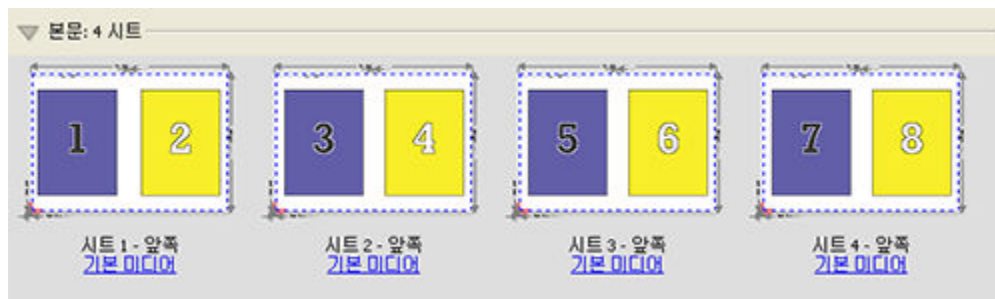 본문: 4 시트
1 2 3 4 5 6 7 8
시트 1 - 앞쪽 시트 2 - 앞쪽 시트 3 - 앞쪽 시트 4 - 앞쪽
기본 미디어 기본 미디어 기본 미디어 기본 미디어